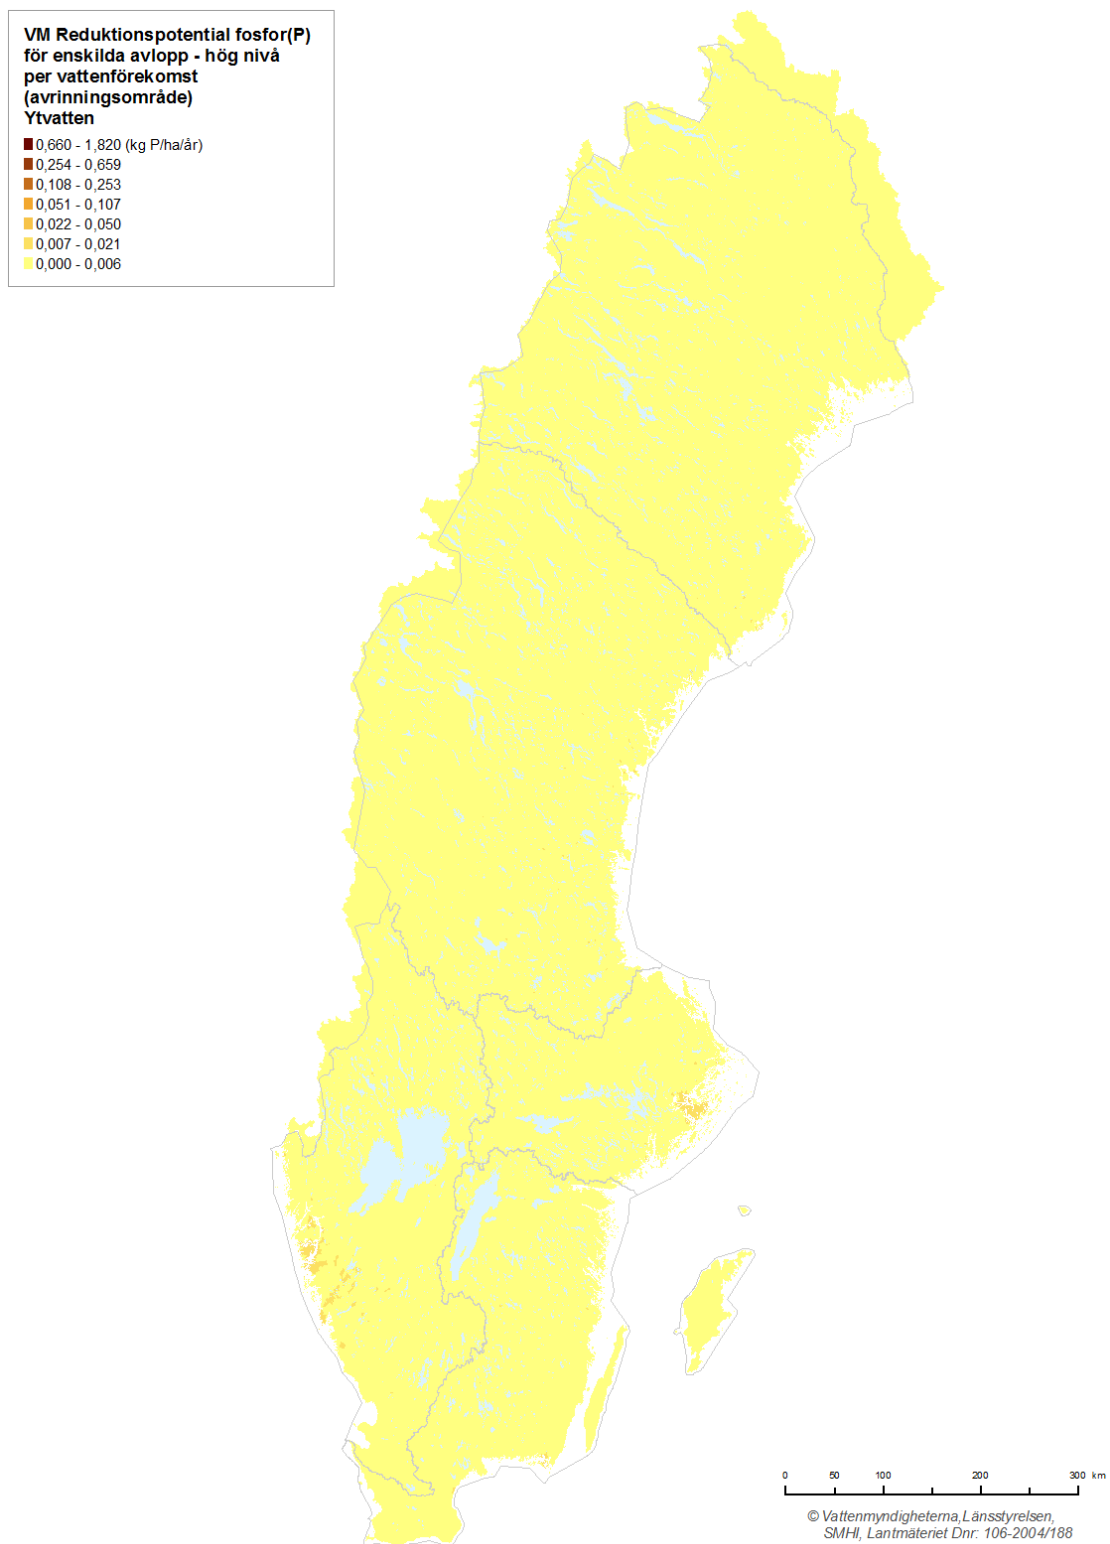 VM Reduktionspotential fosfor(P)
för enskilda avlopp - hög nivå
per vattenförekomst
(avrinningsområde)
Ytvatten
0,660 - 1,820 (kg P/ha/år)
0,254 - 0,659
0,108 - 0,253
0,051 - 0,107
0,022 - 0,050
0,007 - 0,021
0,000 - 0,006
0 50 100 200 300 km
© Vattenmyndigheterna,Länsstyrelsen,
SMHI, Lantmäteriet Dnr: 106-2004/188